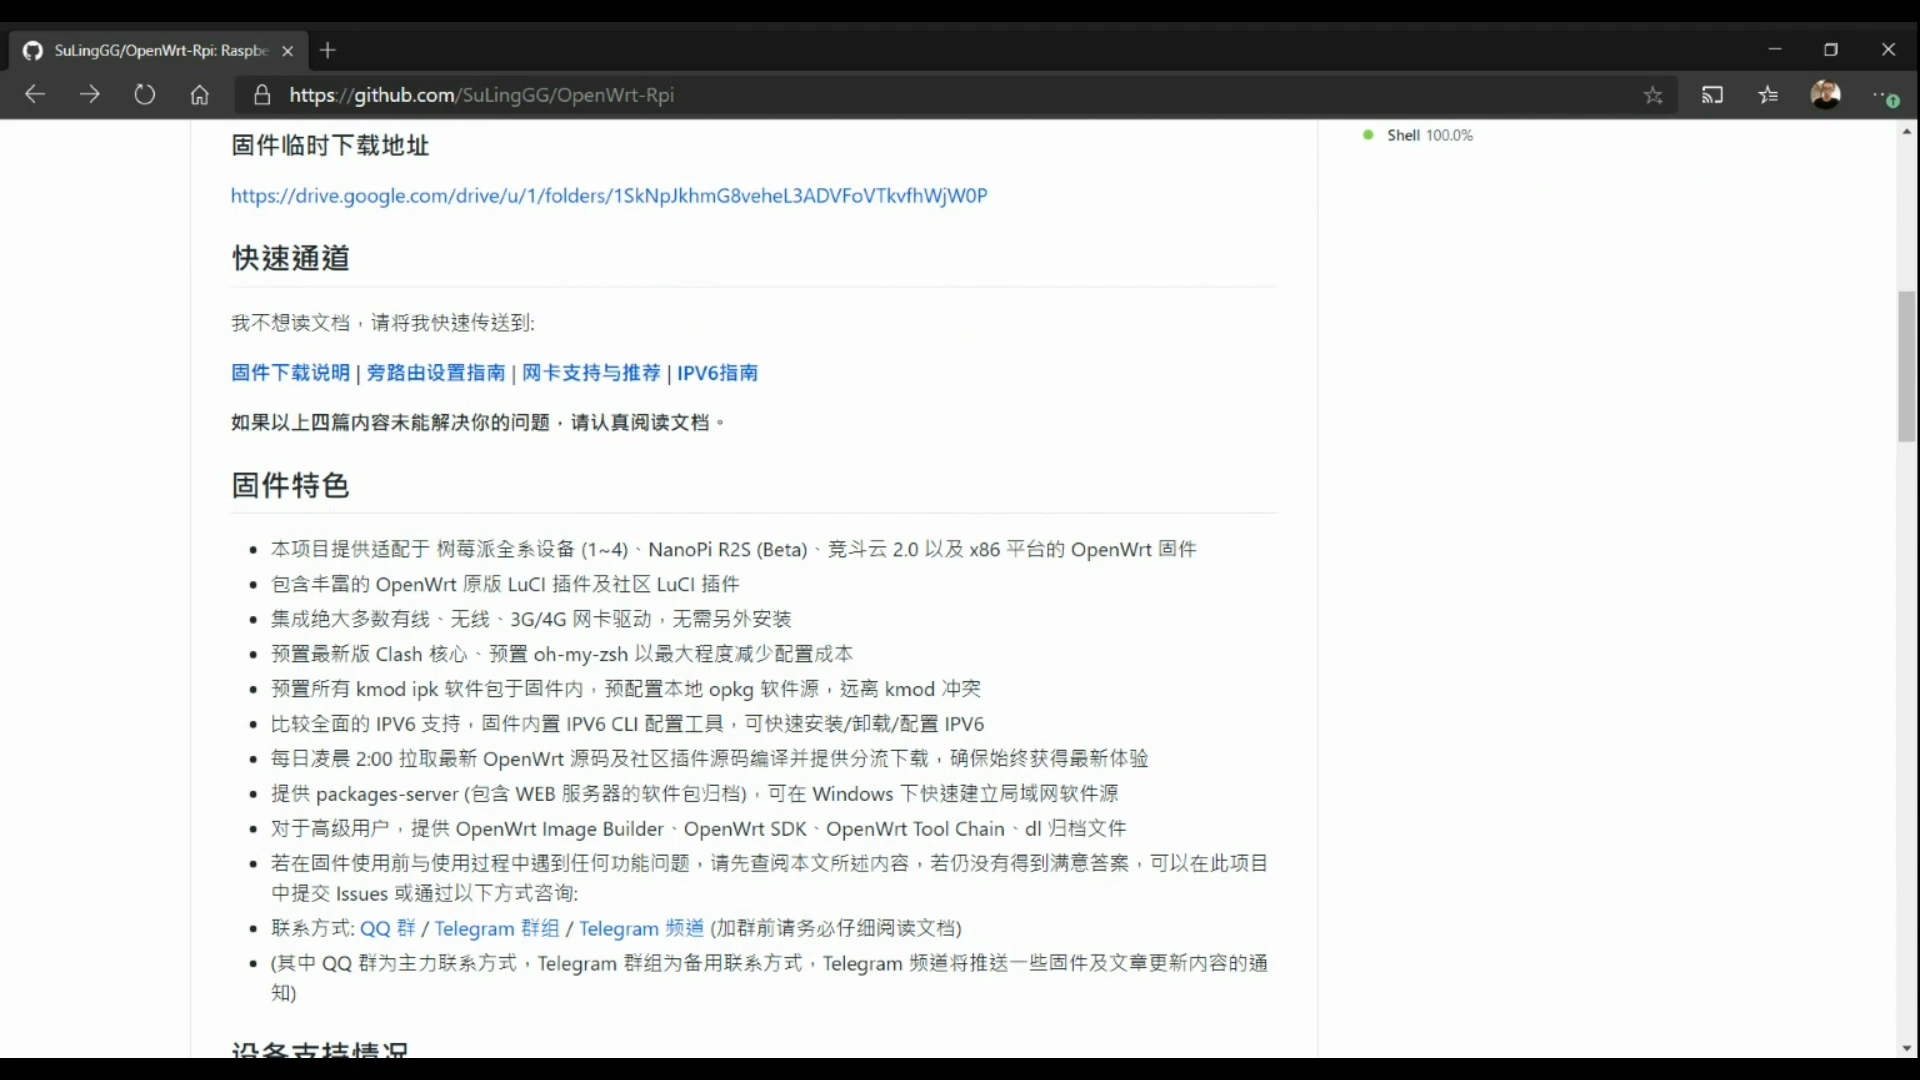 SuLingGG/OpenWrt-Rpi: Raspbe
https://github.com/SuLingGG/OpenWrt-Rpi
固件临时下载地址
Shell 100.0%
https://drive.google.com/drive/u/1/folders/1SkNpJkhmG8veheL3ADVFoVTkvfhWjW0P
快速通道
我不想读文档，请将我快速传送到:
固件下载说明 | 旁路由设置指南 | 网卡支持与推荐 | IPV6指南
如果以上四篇内容未能解决你的问题，请认真阅读文档。
固件特色
本项目提供适配于 树莓派全系设备 (1~4)、NanoPi R2S (Beta)、竞斗云 2.0 以及 x86 平台的 OpenWrt 固件
包含丰富的 OpenWrt 原版 LuCI 插件及社区 LuCI 插件
集成绝大多数有线、无线、3G/4G 网卡驱动，无需另外安装
预置最新版 Clash 核心、预置 oh-my-zsh 以最大程度减少配置成本
预置所有 kmod ipk 软件包于固件内，预配置本地 opkg 软件源，远离 kmod 冲突
比较全面的 IPV6 支持，固件内置 IPV6 CLI 配置工具，可快速安装/卸载/配置 IPV6
每日凌晨 2:00 拉取最新 OpenWrt 源码及社区插件源码编译并提供分流下载，确保始终获得最新体验
提供 packages-server (包含 WEB 服务器的软件包归档)，可在 Windows 下快速建立局域网软件源
对于高级用户，提供 OpenWrt Image Builder、OpenWrt SDK、OpenWrt Tool Chain、dl 归档文件
若在固件使用前与使用过程中遇到任何功能问题，请先查阅本文所述内容，若仍没有得到满意答案，可以在此项目
中提交 Issues 或通过以下方式咨询:
联系方式: QQ 群 / Telegram 群组 / Telegram 频道 (加群前请务必仔细阅读文档)
(其中 QQ 群为主力联系方式，Telegram 群组为备用联系方式，Telegram 频道将推送一些固件及文章更新内容的通
知)
设备支持情况